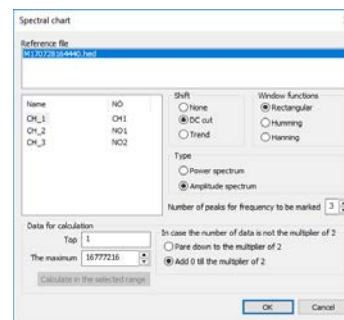 Spectral chart
Reference file
M170728164440.hed
Name NO
CH_1 CH1
CH_2 NO1
CH_3 NO2
Shift
None
DC cut
Trend
Window functions
Rectangular
Humming
Hanning
Type
Power spectrum
Amplitude spectrum
Number of peaks for frequency to be marked 3
Data for calculation
Top 1
The maximum 16777216
Calculate in the selected range
In case the number of data is not the multiplier of 2
Pare down to the multiplier of 2
Add 0 till the multiplier of 2
OK Cancel